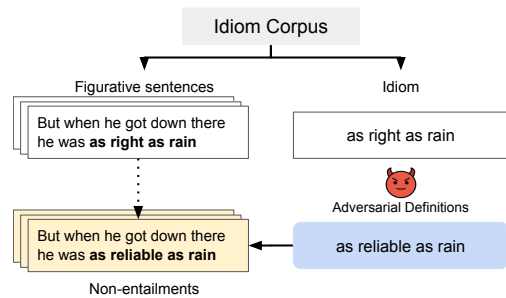 Idiom Corpus
Figurative sentences
Idiom
But when he got down there
he was as right as rain
as right as rain
Adversarial Definitions
But when he got down there
he was as reliable as rain
as reliable as rain
Non-entailments